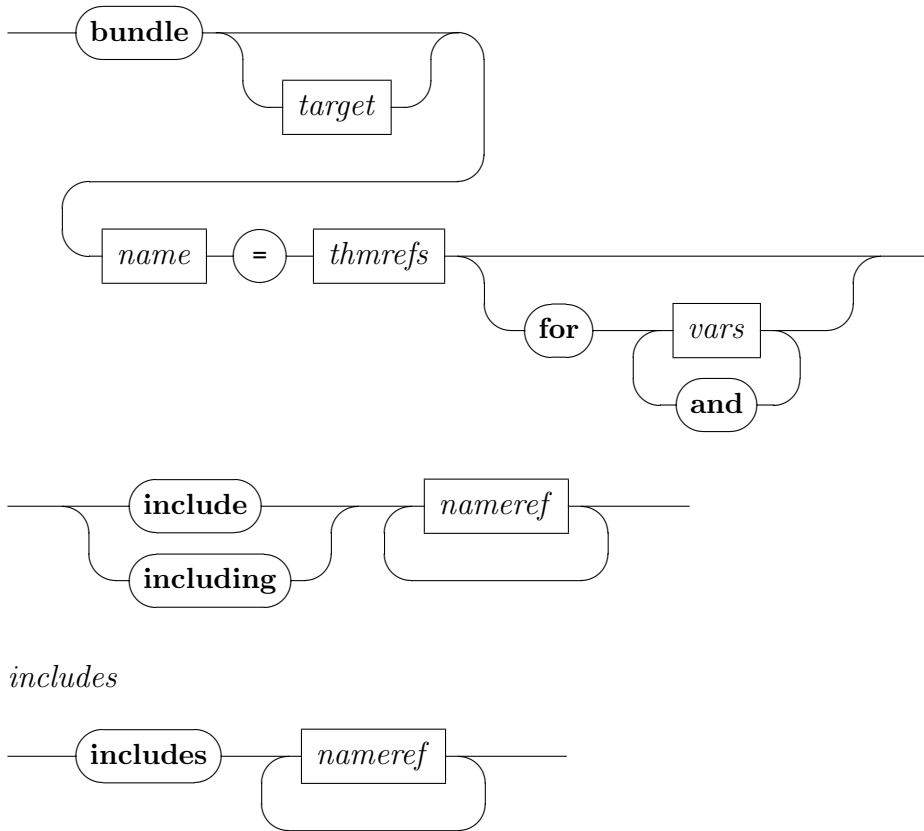 bundle
target
name = thmrefs
for vars
and
include nameref
including
includes
includes nameref